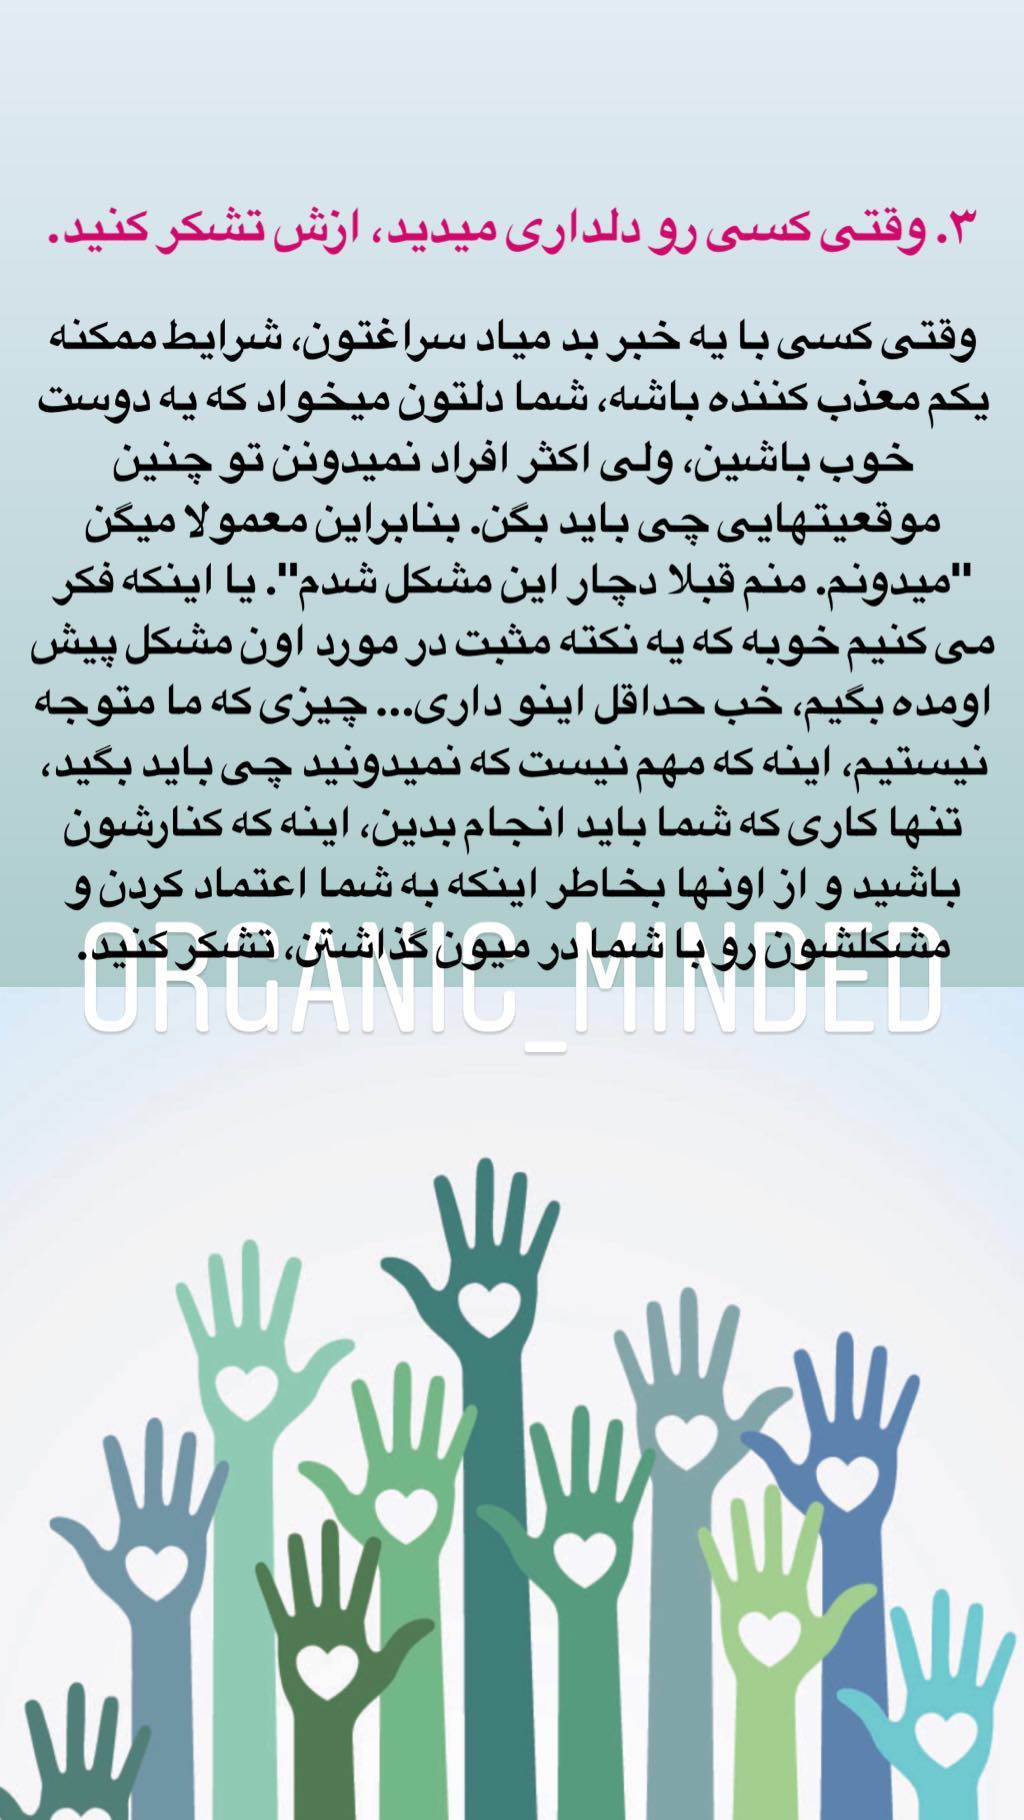 ۳. وقتی کسی رو دلداری میدید، ازش تشکر کنید.
وقتی کسی با یه خبر بد میاد سراغتون، شرایط ممکنه
یکم معذب کننده باشه، شما دلتون میخواد که یه دوست
خوب باشین، ولی اکثر افراد نمیدونن تو چنین
موقعیتهایی چی باید بگن. بنابراین معمولا میگن
"میدونم. منم قبلا دچار این مشکل شدم". یا اینکه فکر
می کنیم خوبه که یه نکته مثبت در مورد اون مشکل پیش
اومده بگیم، خب حداقل اینو داری... چیزی که ما متوجه
نیستیم، اینه که مهم نیست که نمیدونید چی باید بگید،
تنها کاری که شما باید انجام بدین، اینه که کنارشون
باشید و از اونها بخاطر اینکه به شما اعتماد کردن و
مشکلشون رو با شما در میون گذاشتن، تشکر کنید.
ORGANIC_MINDED